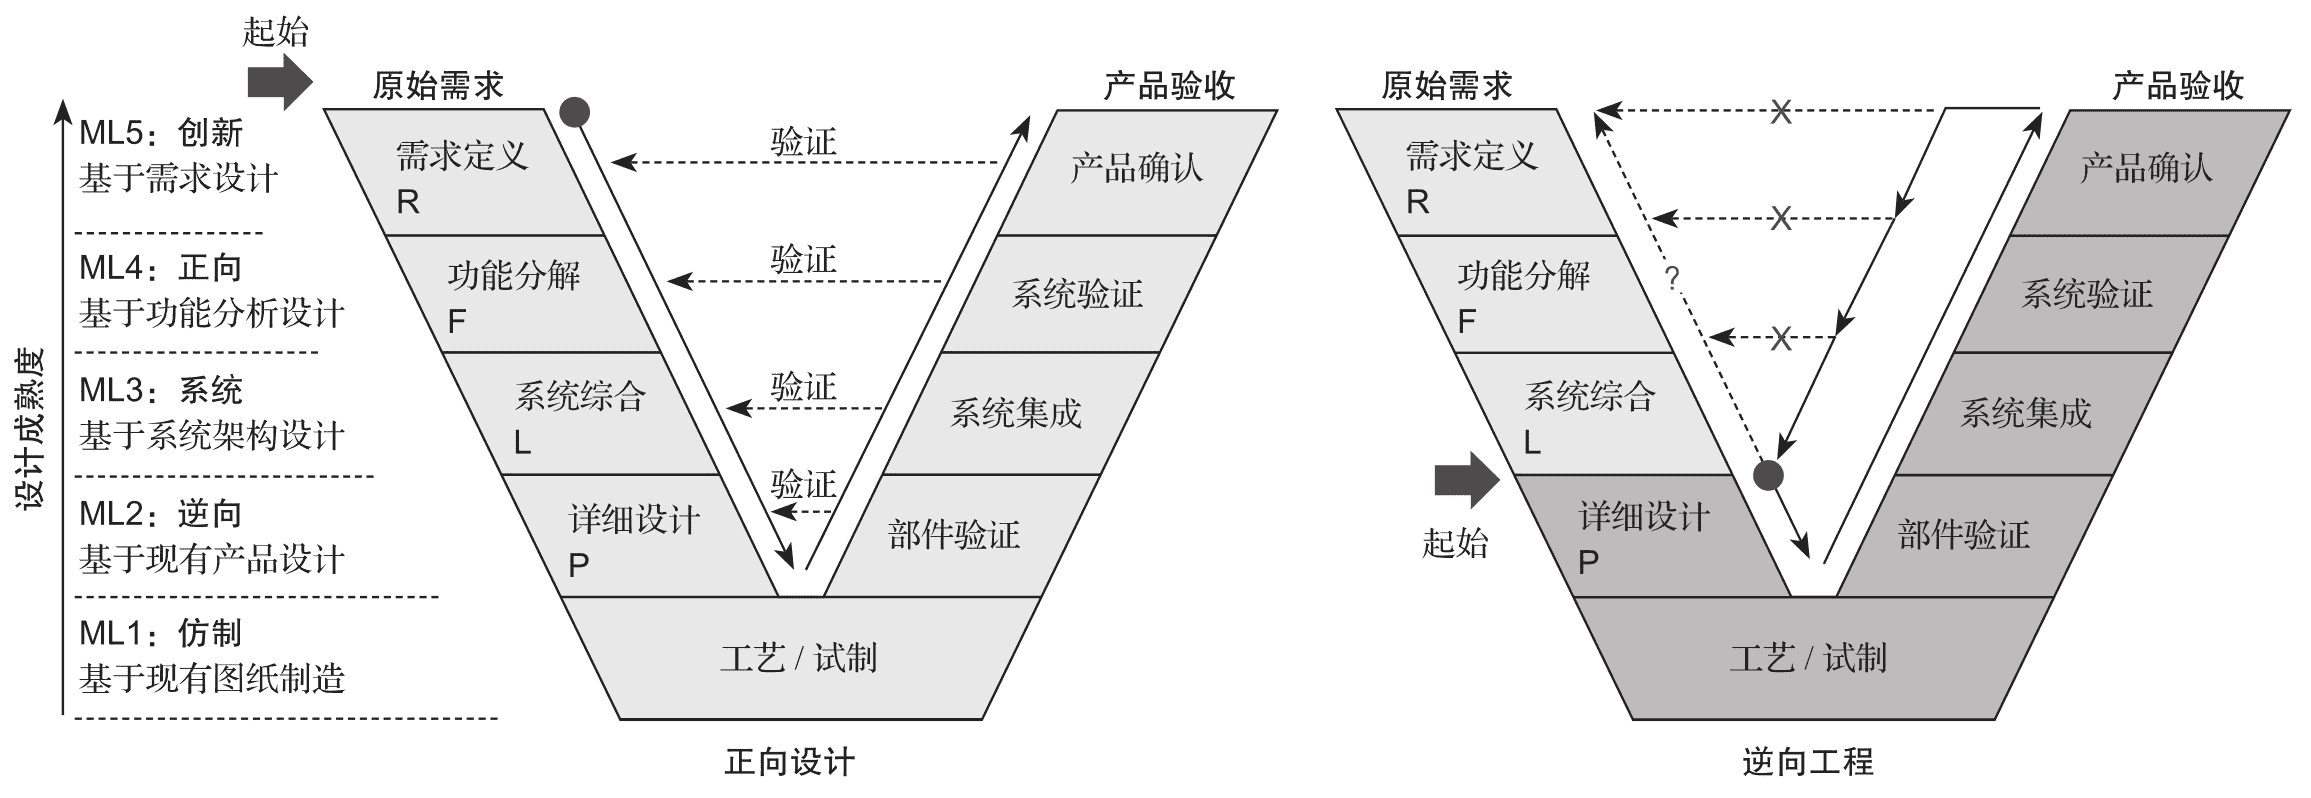 起始
原始需求
产品验收
设计成熟度
ML5：创新
基于需求设计
ML4：正向
基于功能分析设计
ML3：系统
基于系统架构设计
ML2：逆向
基于现有产品设计
ML1：仿制
基于现有图纸制造
需求定义
R
功能分解
F
系统综合
L
详细设计
P
工艺 / 试制
验证
验证
验证
验证
产品确认
系统验证
系统集成
部件验证
正向设计
原始需求
产品验收
需求定义
R
功能分解
F
系统综合
L
起始
详细设计
P
工艺 / 试制
X
X
?
X
产品确认
系统验证
系统集成
部件验证
逆向工程